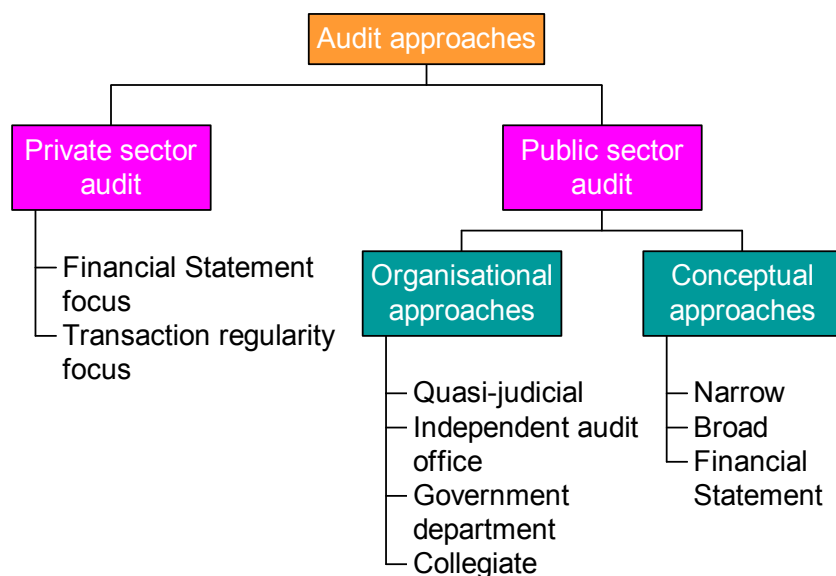 Audit approaches
Private sector
audit
Public sector
audit
Financial Statement
focus
Transaction regularity
focus
Organisational
approaches
Conceptual
approaches
Quasi-judicial
Independent audit
office
Government
department
Collegiate
Narrow
Broad
Financial
Statement